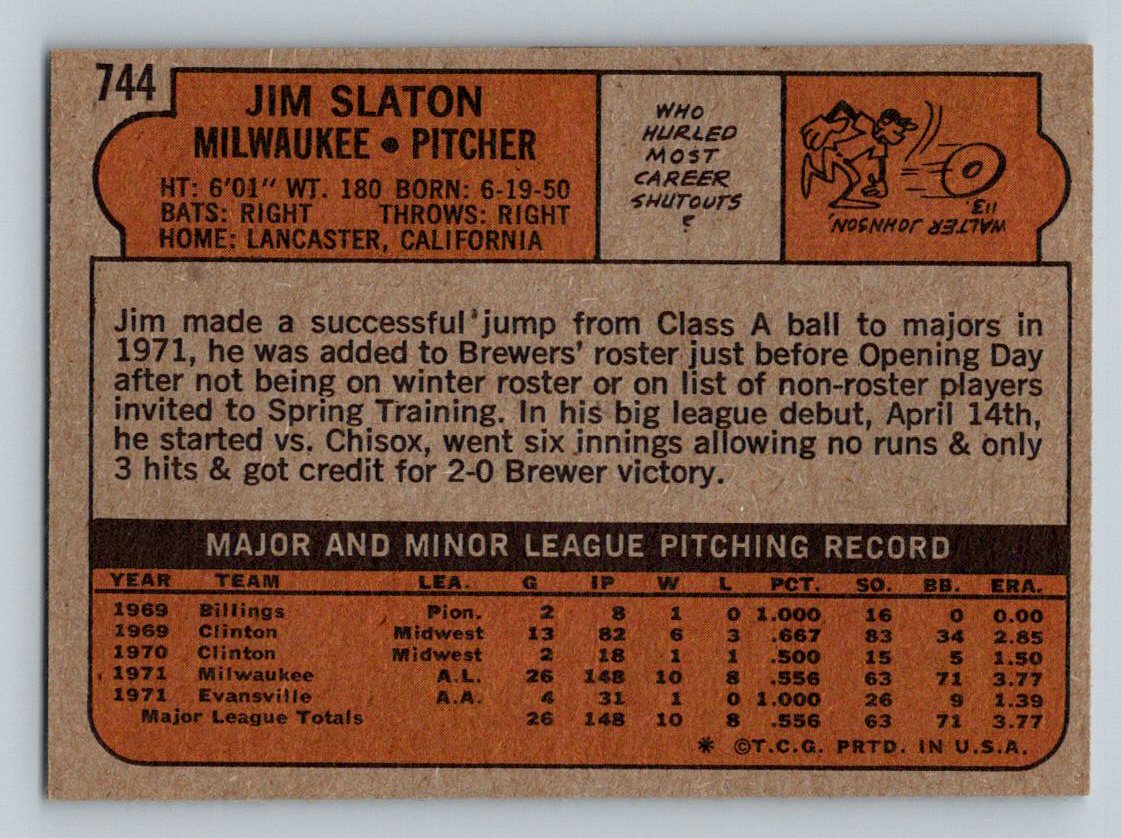 744
JIM SLATON
MILWAUKEE • PITCHER
HT: 6'01" WT. 180 BORN: 6-19-50
BATS: RIGHT THROWS: RIGHT
HOME: LANCASTER, CALIFORNIA
WHO
HURLED
MOST
CAREER
SHUTOUTS
?
WALTER JOHNSON,
113.
Jim made a successful jump from Class A ball to majors in
1971, he was added to Brewers' roster just before Opening Day
after not being on winter roster or on list of non-roster players
invited to Spring Training. In his big league debut, April 14th,
he started vs. Chisox, went six innings allowing no runs & only
3 hits & got credit for 2-0 Brewer victory.
MAJOR AND MINOR LEAGUE PITCHING RECORD
YEAR TEAM LEA. G IP W L PCT. SO. BB. ERA.
1969 Billings Pion. 2 8 1 0 1.000 16 0 0.00
1969 Clinton Midwest 13 82 6 3 .667 83 34 2.85
1970 Clinton Midwest 2 18 1 1 .500 15 5 1.50
1971 Milwaukee A.L. 26 148 10 8 .556 63 71 3.77
1971 Evansville A.A. 4 31 1 0 1.000 26 9 1.39
Major League Totals 26 148 10 8 .556 63 71 3.77
* ©T.C.G. PRTD. IN U.S.A.